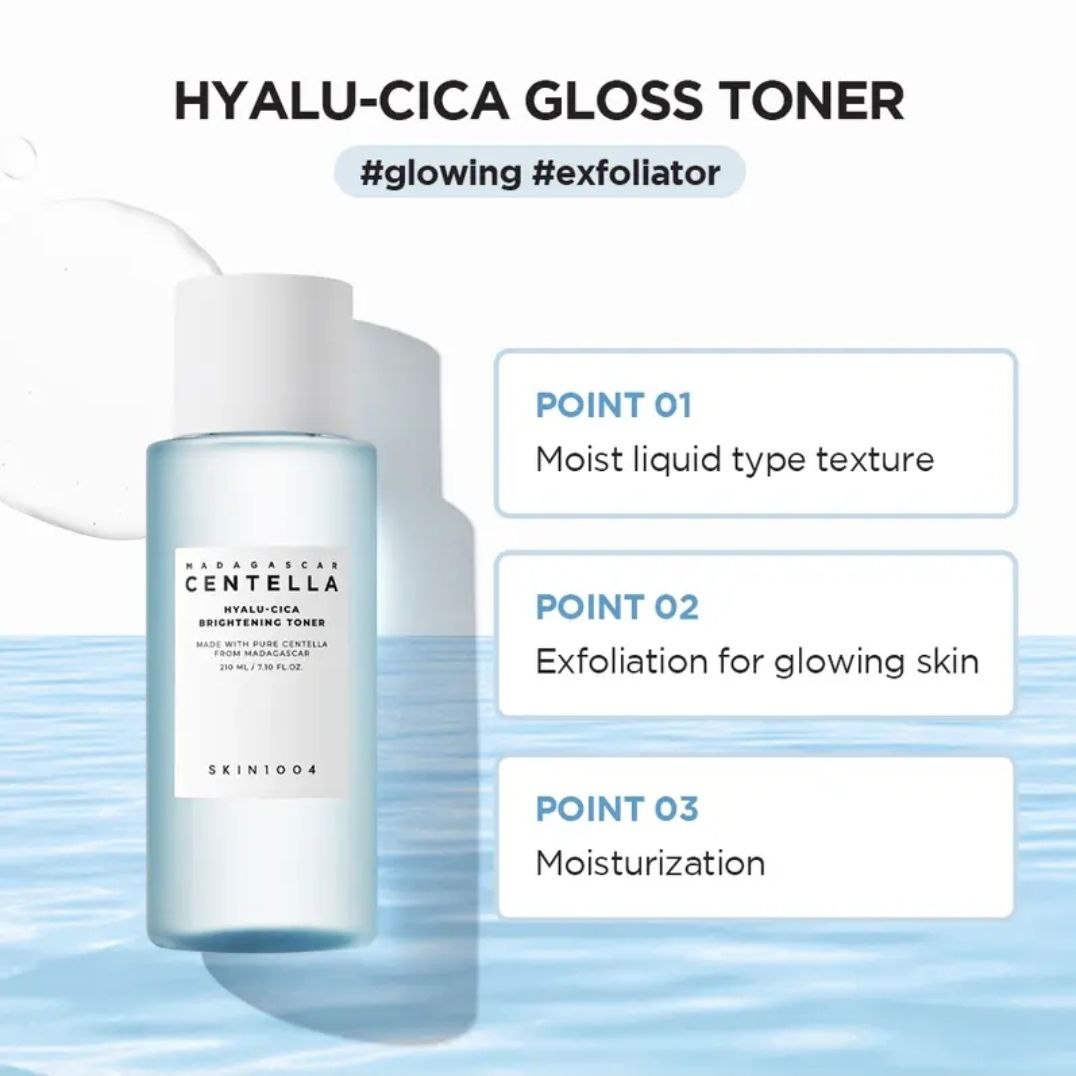 HYALU-CICA GLOSS TONER
#glowing #exfoliator
MADAGASCAR
CENTELLA
HYALU-CICA
BRIGHTENING TONER
MADE WITH PURE CENTELLA
FROM MADAGASCAR
210 ML / 7.10 FL.OZ.
SKIN1004
POINT 01
Moist liquid type texture
POINT 02
Exfoliation for glowing skin
POINT 03
Moisturization